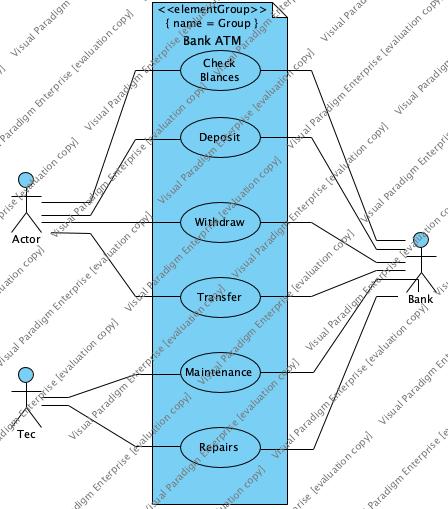 <<elementGroup>>
{ name = Group }
Bank ATM
Check
Blances
Deposit
Withdraw
Actor
Transfer
Bank
Maintenance
Tec
Repairs
Visual Paradigm Enterprise [evaluation copy]